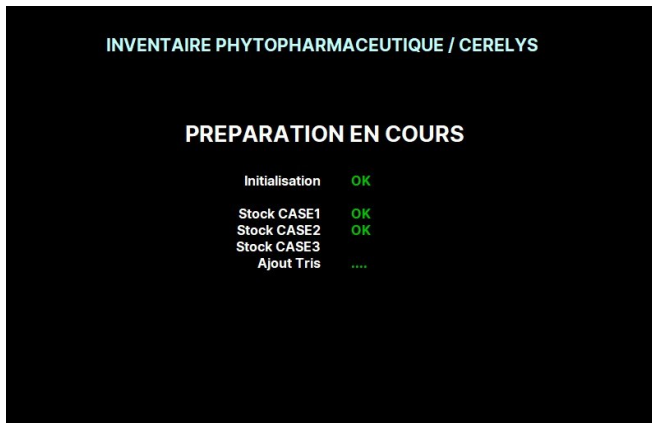 INVENTAIRE PHYTOPHARMACEUTIQUE / CERELYS
PREPARATION EN COURS
Initialisation OK
Stock CASE1 OK
Stock CASE2 OK
Stock CASE3
Ajout Tris ....